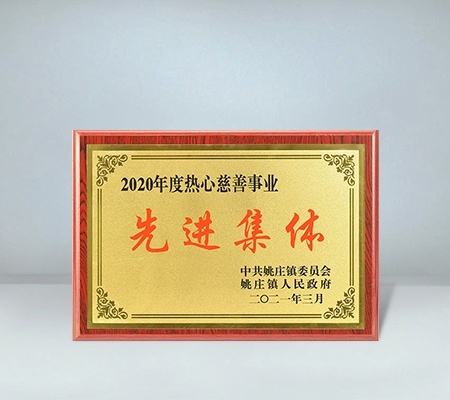 2020年度热心慈善事业
先进集体
中共姚庄镇委员会
姚庄镇人民政府
二〇二一年三月